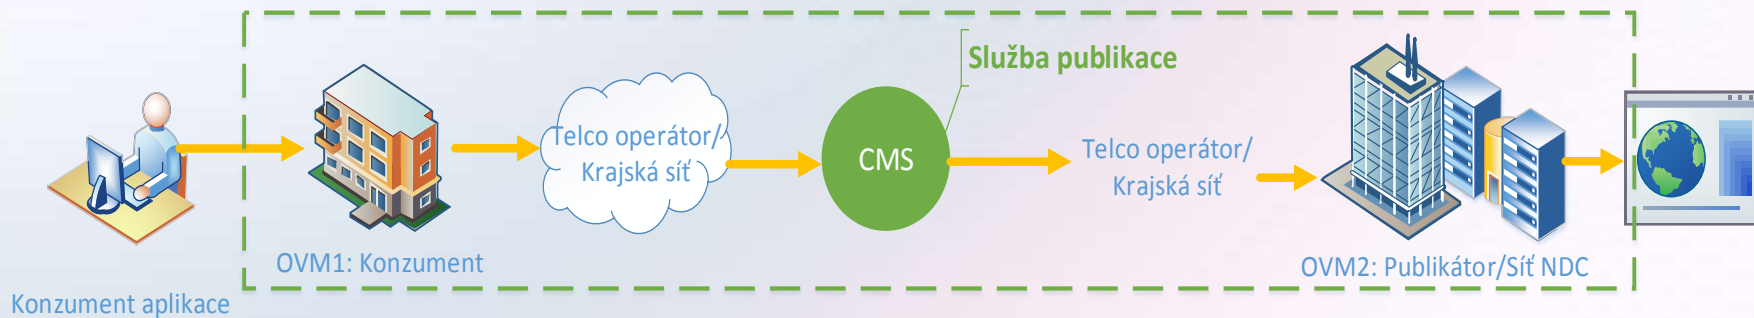 Služba publikace
Telco operátor/
Krajská síť
CMS
Telco operátor/
Krajská síť
OVM1: Konzument
OVM2: Publikátor/Síť NDC
Konzument aplikace